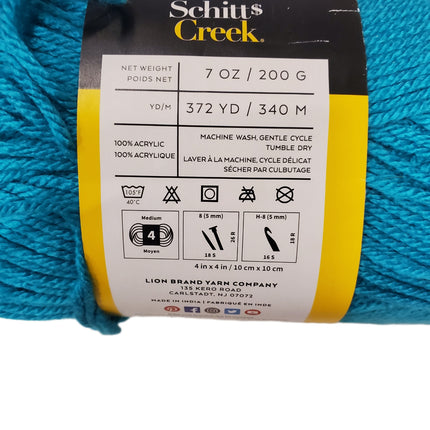 Schitt$
Creek.
NET WEIGHT
POIDS NET
7 OZ / 200 G
YD/M
372 YD / 340 M
100% ACRYLIC
100% ACRYLIQUE
MACHINE WASH, GENTLE CYCLE
TUMBLE DRY
LAVER À LA MACHINE, CYCLE DÉLICAT
SÉCHER PAR CULBUTAGE
105°F
40°C
Medium
4
Moyen
8 (5 mm)
26 R
18 S
H-8 (5 mm)
18 R
16 S
4 in x 4 in / 10 cm x 10 cm
LION BRAND YARN COMPANY
135 KERO ROAD
CARLSTADT, NJ 07072
MADE IN INDIA | FABRIQUÉ EN INDE